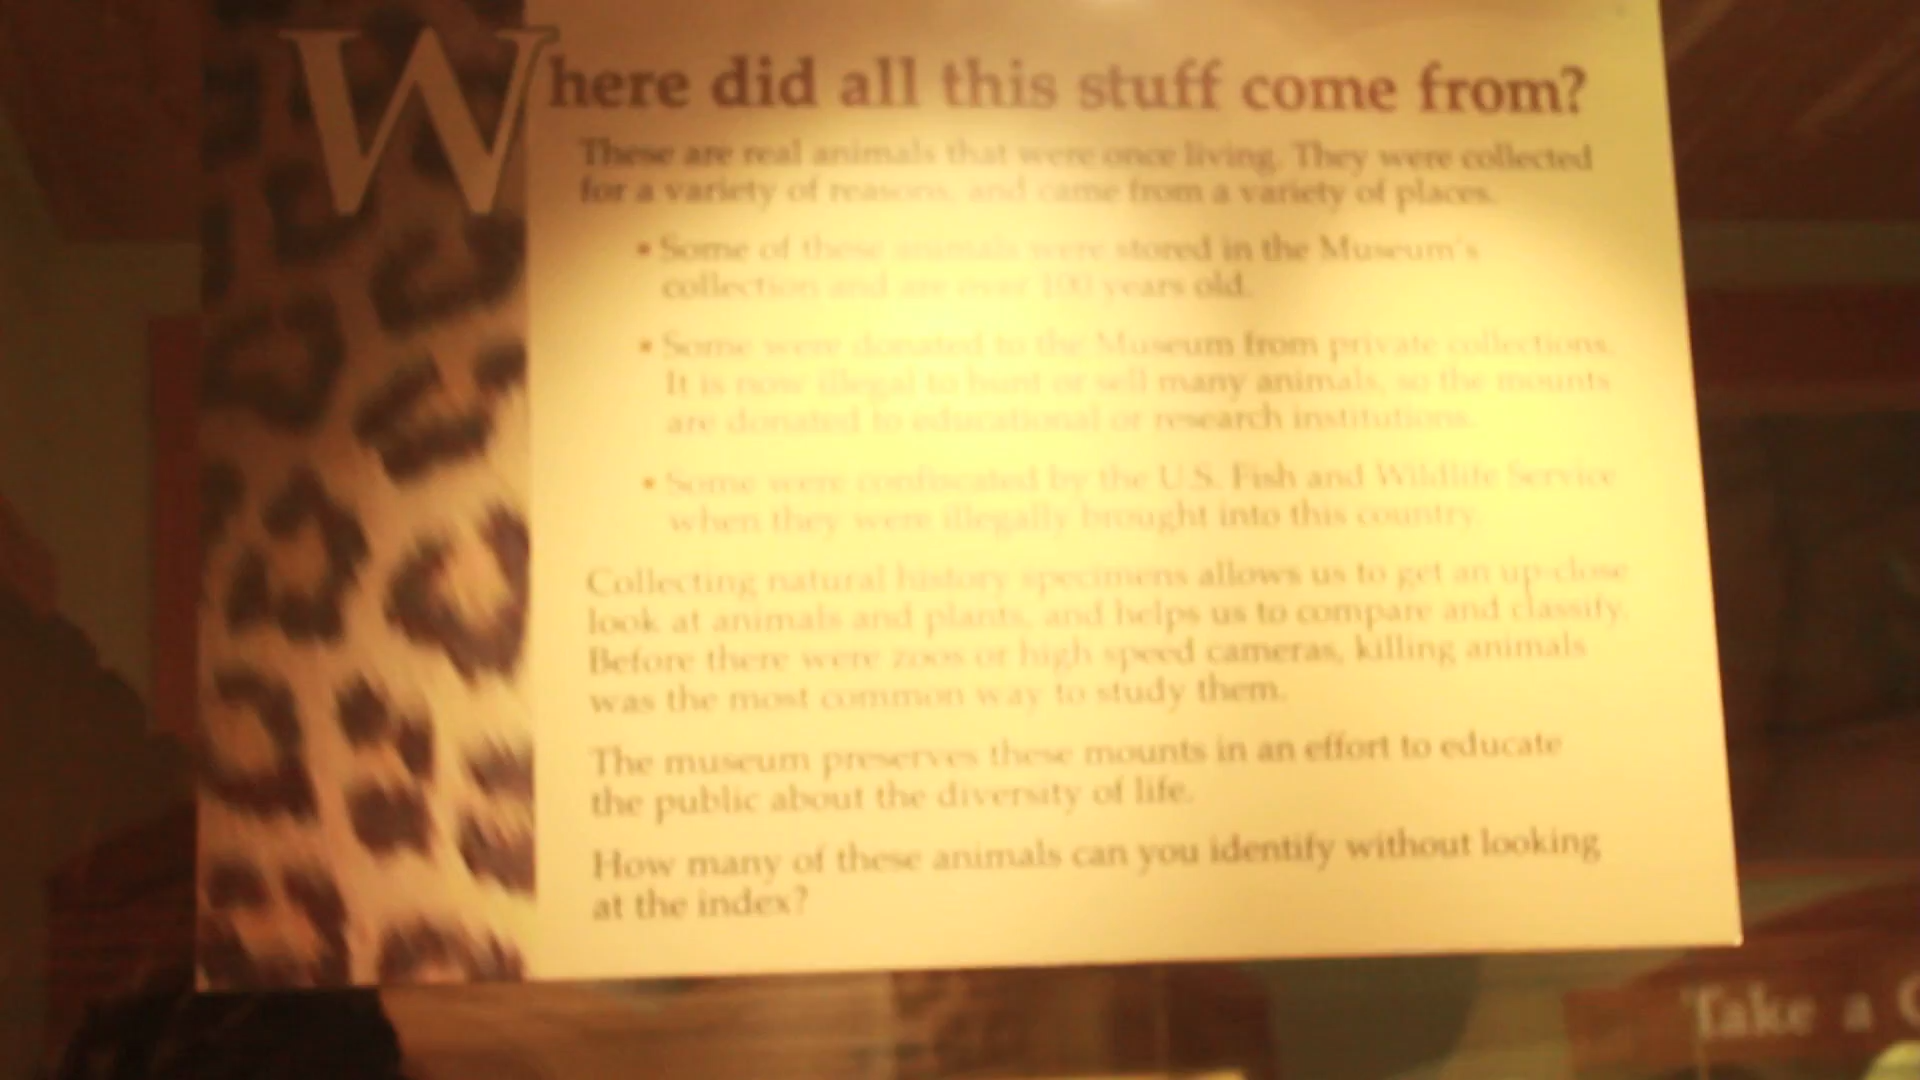 Where did all this stuff come from?
These are real animals that were once living. They were collected
for a variety of reasons, and came from a variety of places.
• Some of these animals were stored in the Museum's
collection and are over 100 years old.
• Some were donated to the Museum from private collections.
It is now illegal to hunt or sell many animals, so the mounts
are donated to educational or research institutions.
• Some were confiscated by the U.S. Fish and Wildlife Service
when they were illegally brought into this country.
Collecting natural history specimens allows us to get an up-close
look at animals and plants, and helps us to compare and classify.
Before there were zoos or high speed cameras, killing animals
was the most common way to study them.
The museum preserves these mounts in an effort to educate
the public about the diversity of life.
How many of these animals can you identify without looking
at the index?
Take a